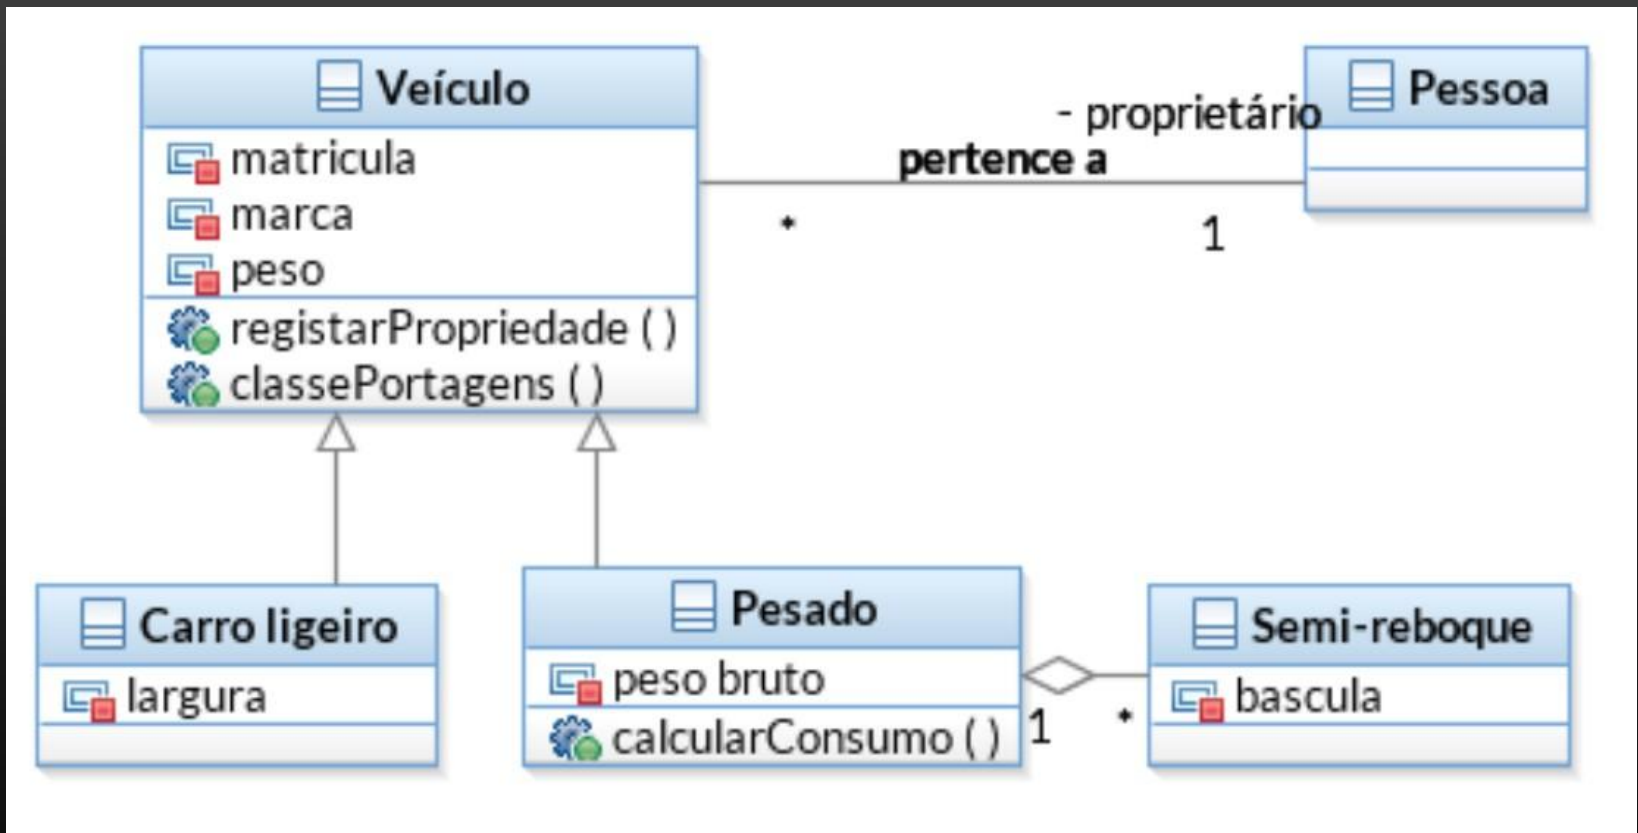 Veículo
matricula
marca
peso
registarPropriedade ( )
classePortagens ( )
- proprietário
pertence a
*
1
Pessoa
Carro ligeiro
largura
Pesado
peso bruto
calcularConsumo ( )
1
*
Semi-reboque
bascula